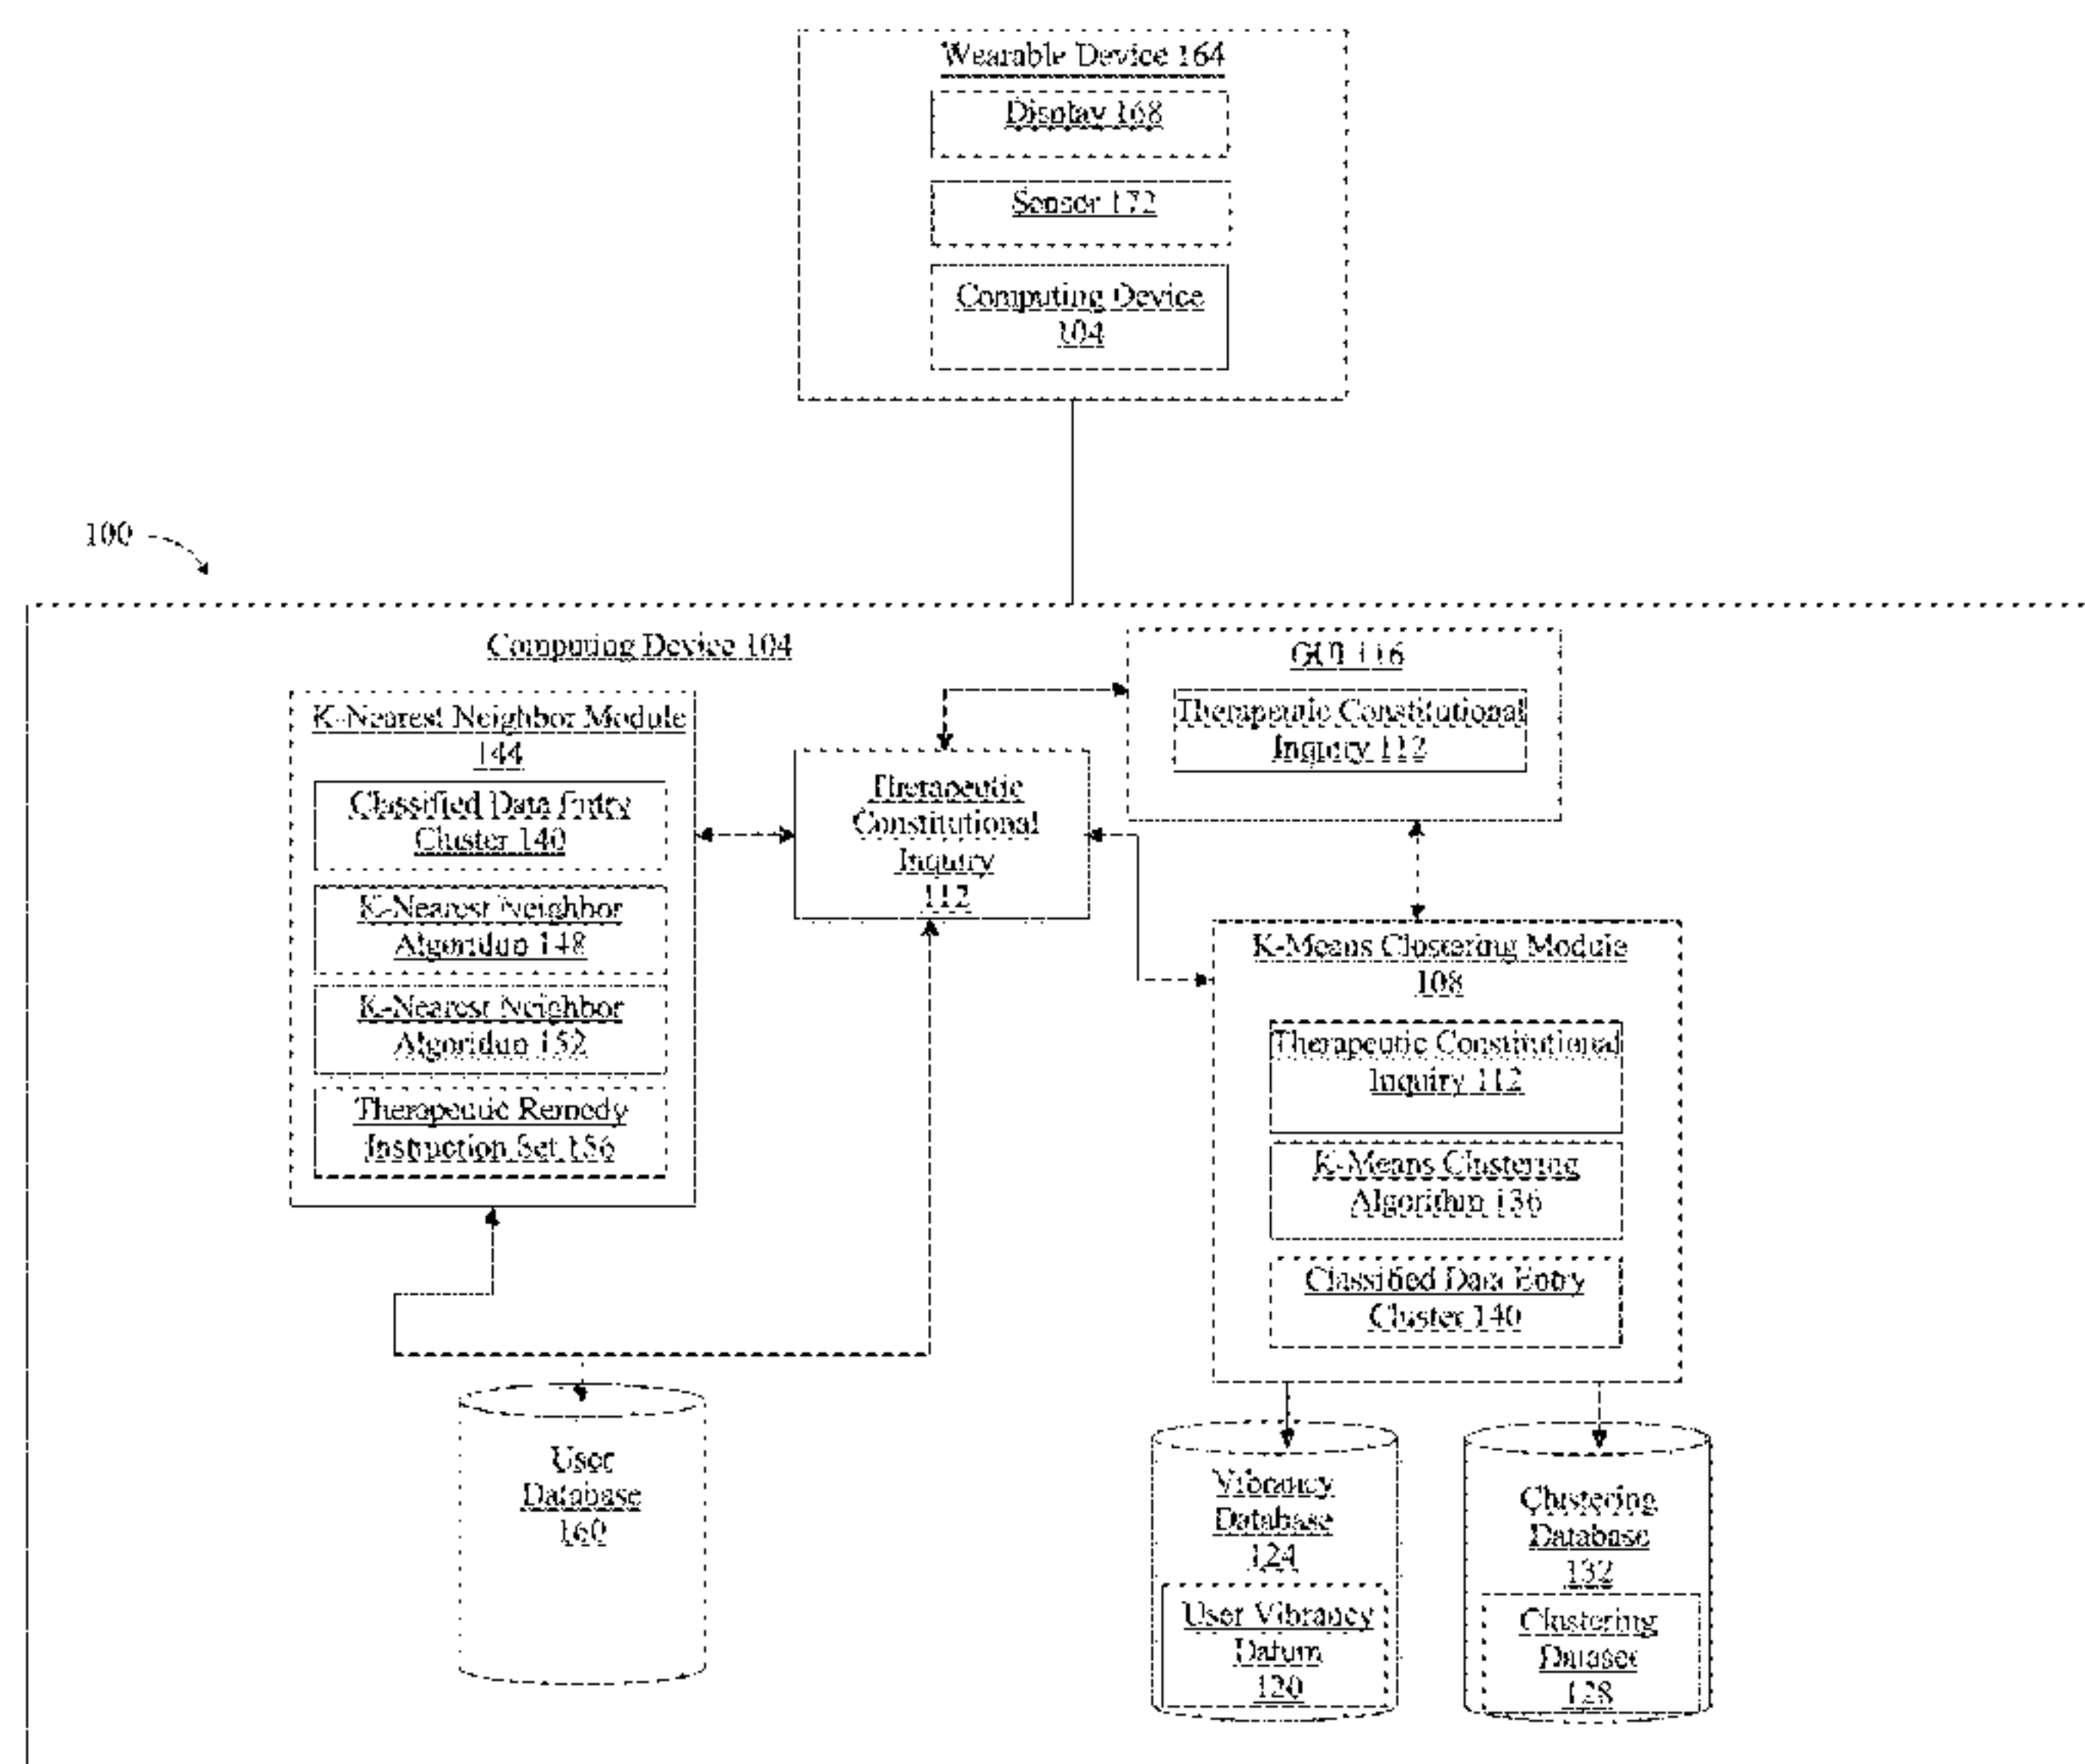 Wearable Device 164
Display 168
Sensor 172
Computing Device
104
100
Computing Device 104
GUI 116
Therapeutic Constitutional
Inquiry 112
K-Nearest Neighbor Module
144
Classified Data Entry
Cluster 140
K-Nearest Neighbor
Algorithm 148
K-Nearest Neighbor
Algorithm 152
Therapeutic Remedy
Instruction Set 156
Therapeutic
Constitutional
Inquiry
112
K-Means Clustering Module
108
Therapeutic Constitutional
Inquiry 112
K-Means Clustering
Algorithm 136
Classified Data Entry
Cluster 140
User
Database
160
Vibrancy
Database
124
User Vibrancy
Datum
120
Clustering
Database
132
Clustering
Dataset
128